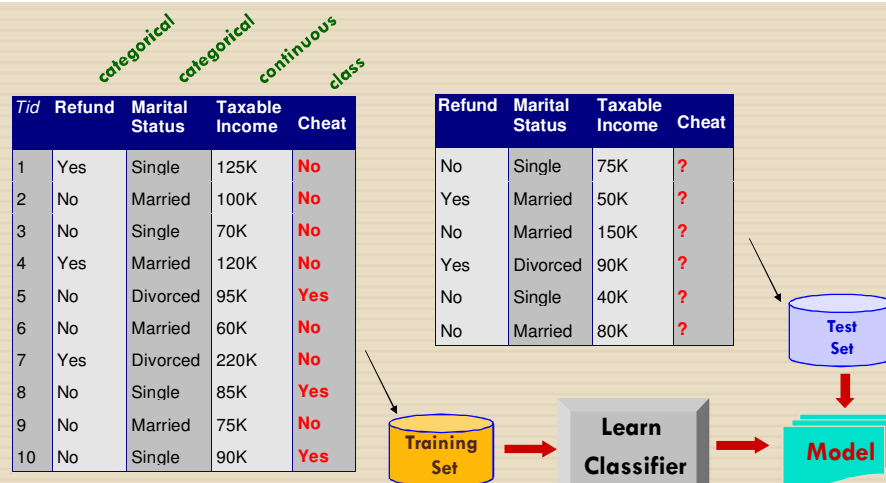 categorical categorical continuous class
Tid Refund Marital Status Taxable Income Cheat
1 Yes Single 125K No
2 No Married 100K No
3 No Single 70K No
4 Yes Married 120K No
5 No Divorced 95K Yes
6 No Married 60K No
7 Yes Divorced 220K No
8 No Single 85K Yes
9 No Married 75K No
10 No Single 90K Yes
Refund Marital Status Taxable Income Cheat
No Single 75K ?
Yes Married 50K ?
No Married 150K ?
Yes Divorced 90K ?
No Single 40K ?
No Married 80K ?
Test
Set
Training
Set
Learn
Classifier
Model